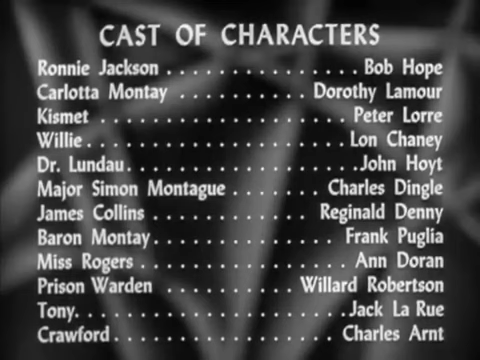 CAST OF CHARACTERS
Ronnie Jackson . . . . . . . . . . . . . . Bob Hope
Carlotta Montay . . . . . . . . . . Dorothy Lamour
Kismet . . . . . . . . . . . . . . . . . . Peter Lorre
Willie . . . . . . . . . . . . . . . . . . . Lon Chaney
Dr. Lundau . . . . . . . . . . . . . . . . . John Hoyt
Major Simon Montague . . . . . . . Charles Dingle
James Collins . . . . . . . . . . . . Reginald Denny
Baron Montay . . . . . . . . . . . . . . Frank Puglia
Miss Rogers . . . . . . . . . . . . . . . Ann Doran
Prison Warden . . . . . . . . . . Willard Robertson
Tony . . . . . . . . . . . . . . . . . . . Jack La Rue
Crawford . . . . . . . . . . . . . . . . Charles Arnt